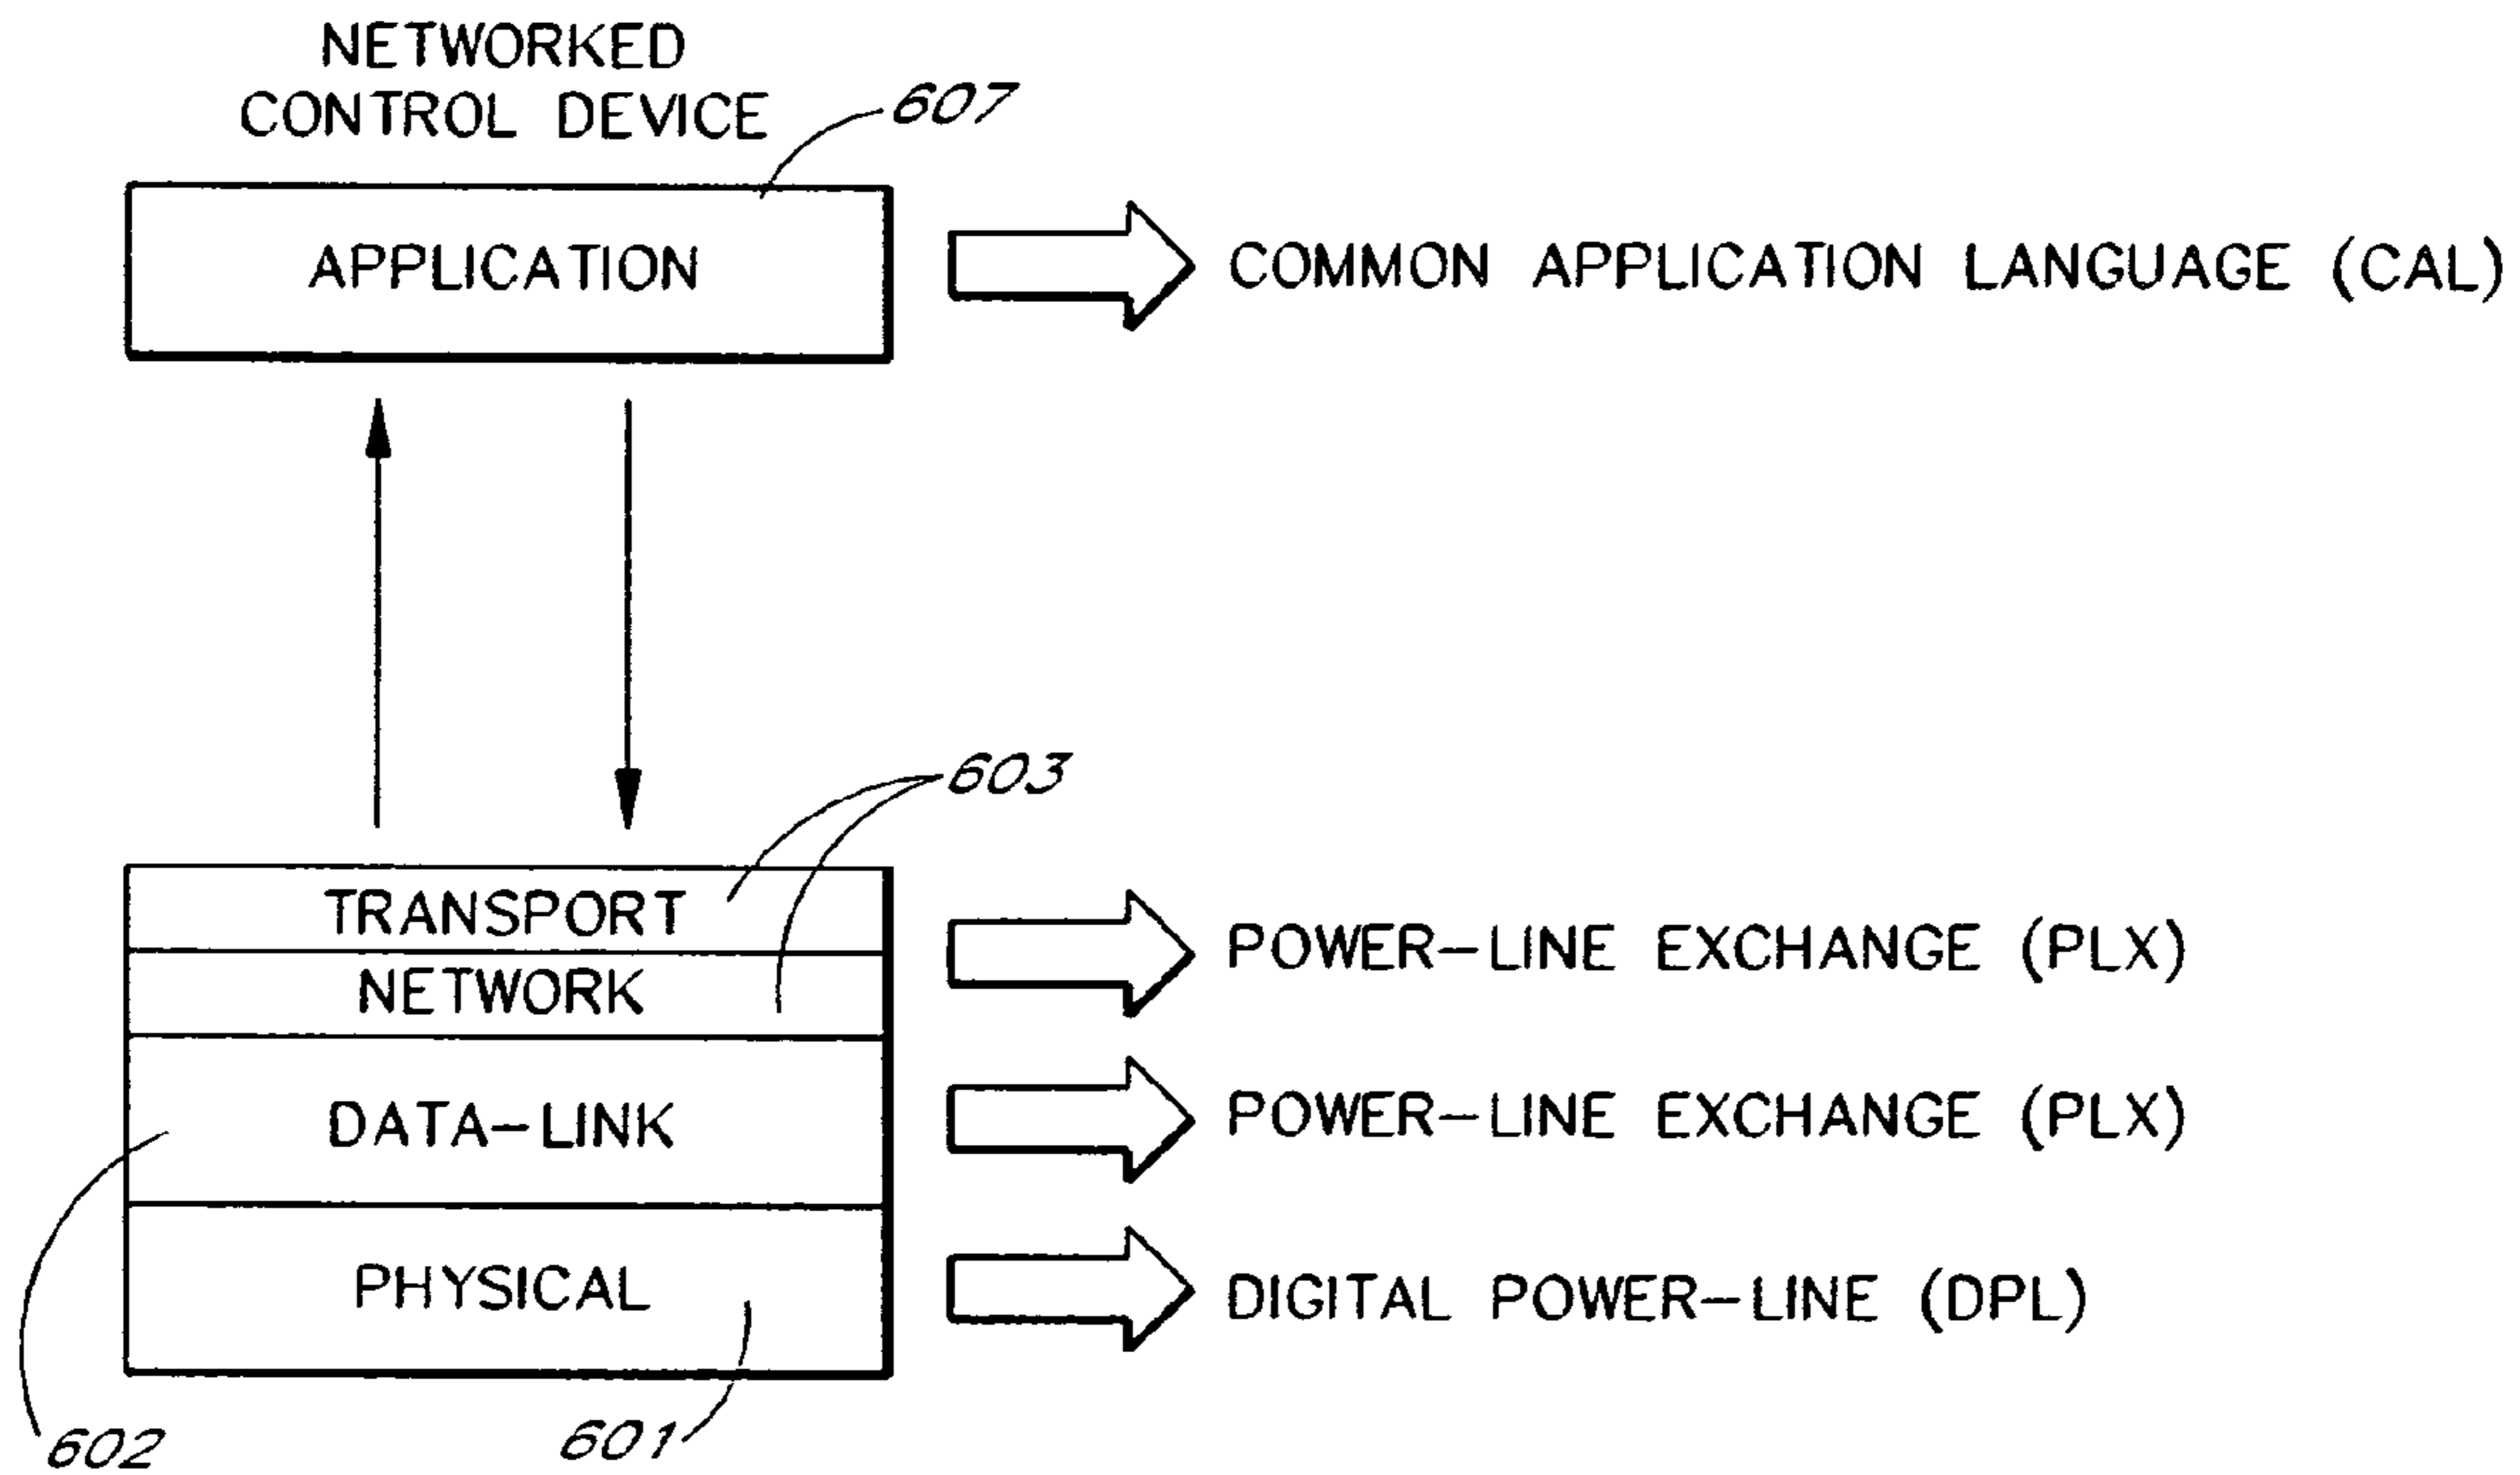 NETWORKED
CONTROL DEVICE
607
APPLICATION
COMMON APPLICATION LANGUAGE (CAL)
603
TRANSPORT
POWER-LINE EXCHANGE (PLX)
NETWORK
DATA-LINK
POWER-LINE EXCHANGE (PLX)
PHYSICAL
DIGITAL POWER-LINE (DPL)
602
601